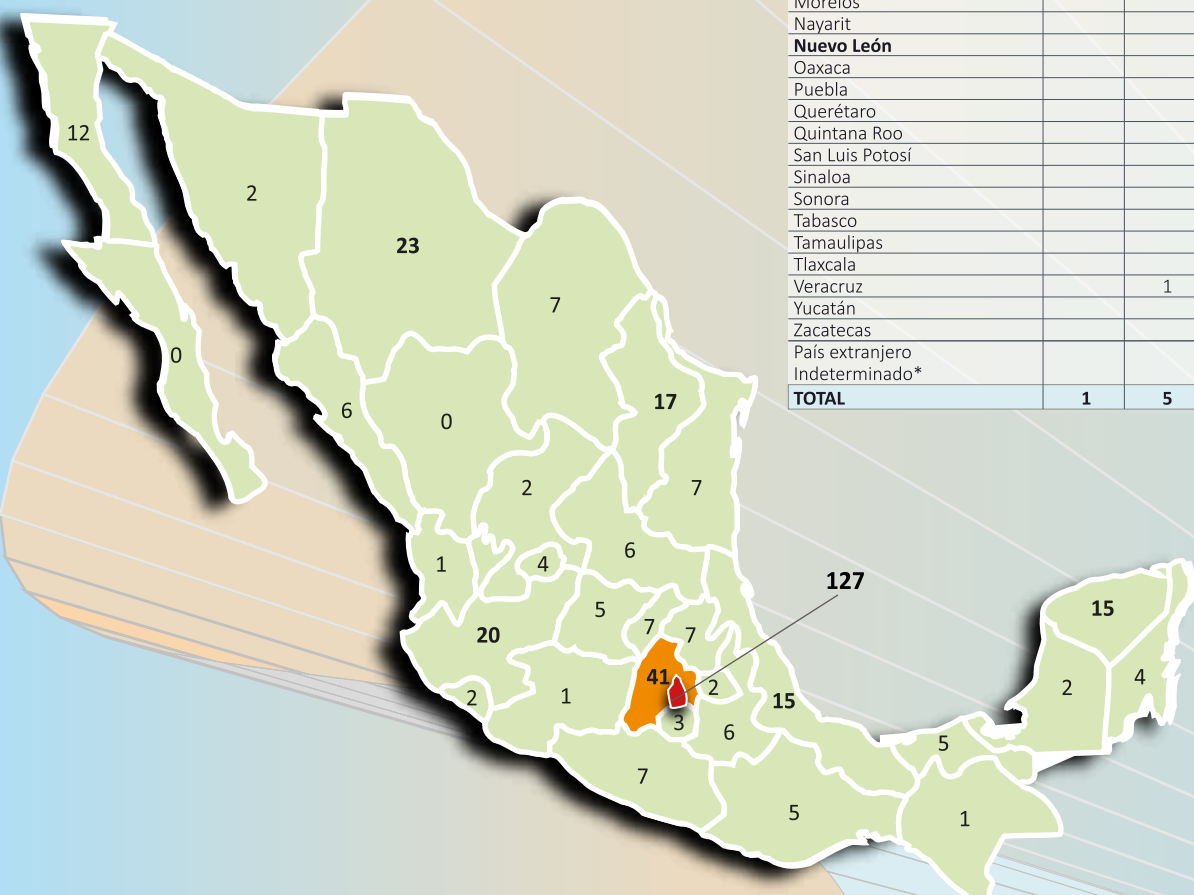 Morelos
Nayarit
Nuevo León
Oaxaca
Puebla
Querétaro
Quintana Roo
San Luis Potosí
Sinaloa
Sonora
Tabasco
Tamaulipas
Tlaxcala
Veracruz 1
Yucatán
Zacatecas
País extranjero
Indeterminado*
TOTAL 1 5
12
2
23
7
0
6
0
17
2
7
1
4
6
127
5
20
7
7
15
41
2
2
1
2
4
3
15
6
5
7
5
1